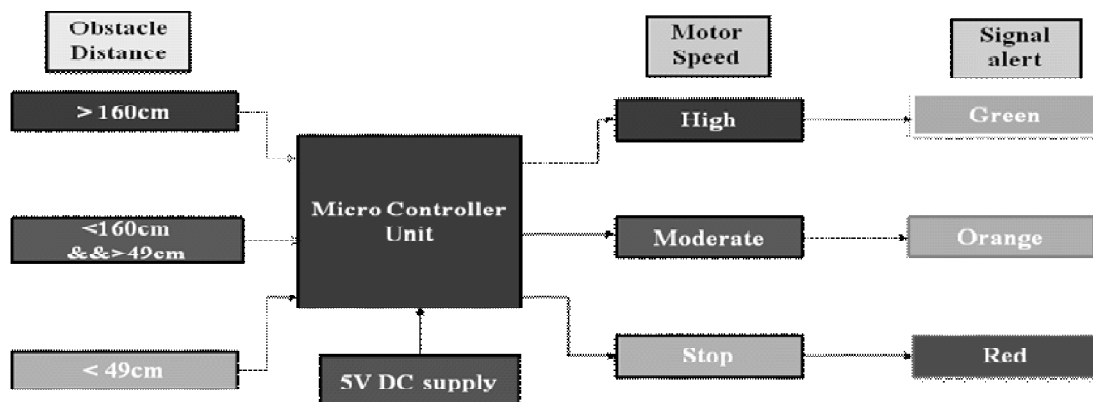 Obstacle
Distance
Motor
Speed
Signal
alert
> 160cm
High
Green
Micro Controller
Unit
<160cm
&&>49cm
Moderate
Orange
< 49cm
5V DC supply
Stop
Red